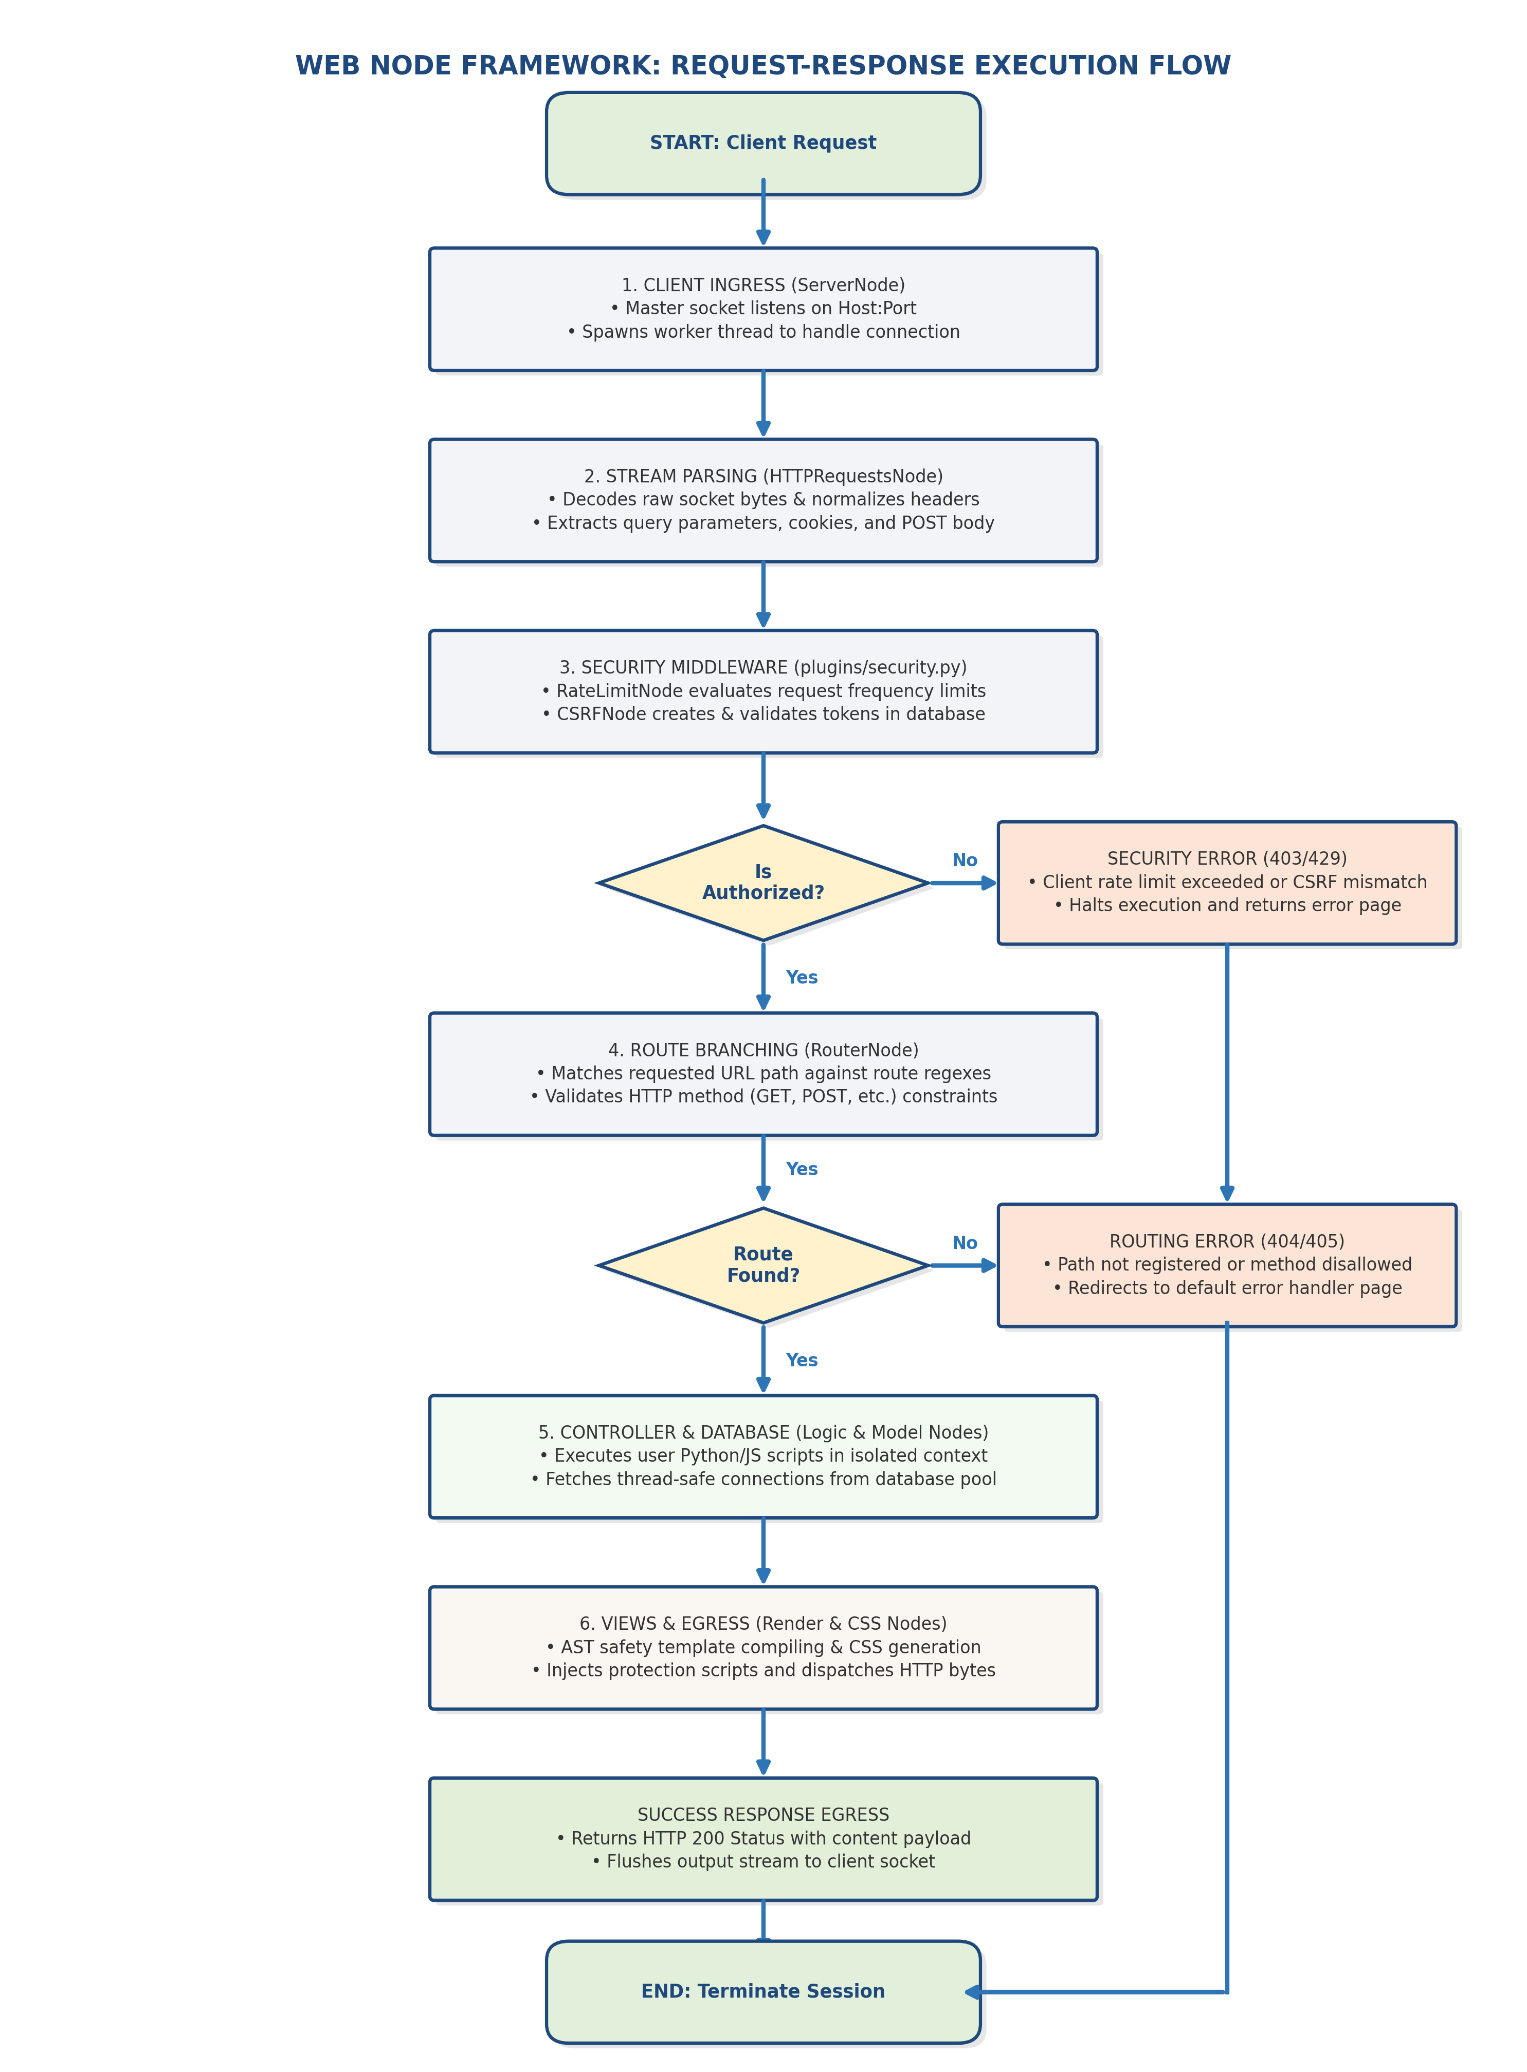 WEB NODE FRAMEWORK: REQUEST-RESPONSE EXECUTION FLOW
START: Client Request
1. CLIENT INGRESS (ServerNode)
• Master socket listens on Host:Port
• Spawns worker thread to handle connection
2. STREAM PARSING (HTTPRequestsNode)
• Decodes raw socket bytes & normalizes headers
• Extracts query parameters, cookies, and POST body
3. SECURITY MIDDLEWARE (plugins/security.py)
• RateLimitNode evaluates request frequency limits
• CSRFNode creates & validates tokens in database
Is
Authorized?
No
SECURITY ERROR (403/429)
• Client rate limit exceeded or CSRF mismatch
• Halts execution and returns error page
Yes
4. ROUTE BRANCHING (RouterNode)
• Matches requested URL path against route regexes
• Validates HTTP method (GET, POST, etc.) constraints
Yes
Route
Found?
No
ROUTING ERROR (404/405)
• Path not registered or method disallowed
• Redirects to default error handler page
Yes
5. CONTROLLER & DATABASE (Logic & Model Nodes)
• Executes user Python/JS scripts in isolated context
• Fetches thread-safe connections from database pool
6. VIEWS & EGRESS (Render & CSS Nodes)
• AST safety template compiling & CSS generation
• Injects protection scripts and dispatches HTTP bytes
SUCCESS RESPONSE EGRESS
• Returns HTTP 200 Status with content payload
• Flushes output stream to client socket
END: Terminate Session